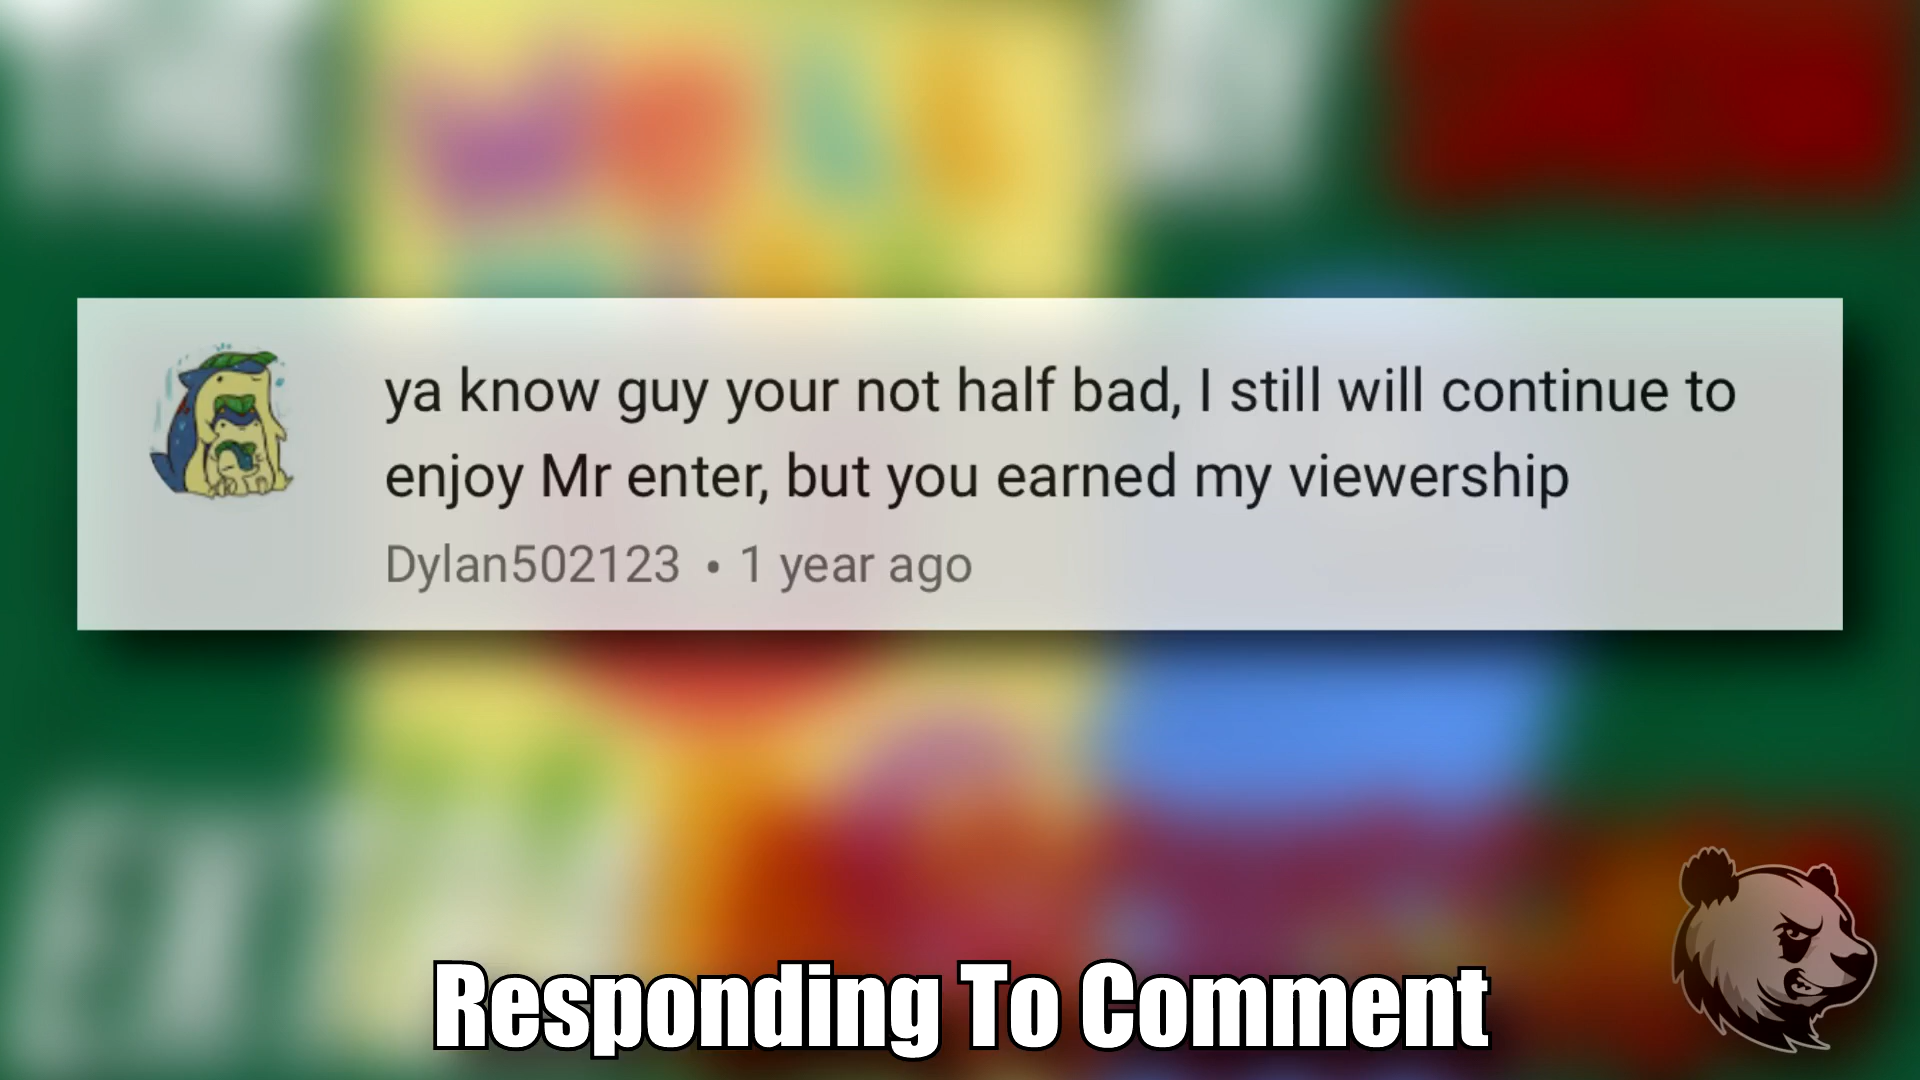 ya know guy your not half bad, I still will continue to
enjoy Mr enter, but you earned my viewership
Dylan502123 • 1 year ago
Responding To Comment